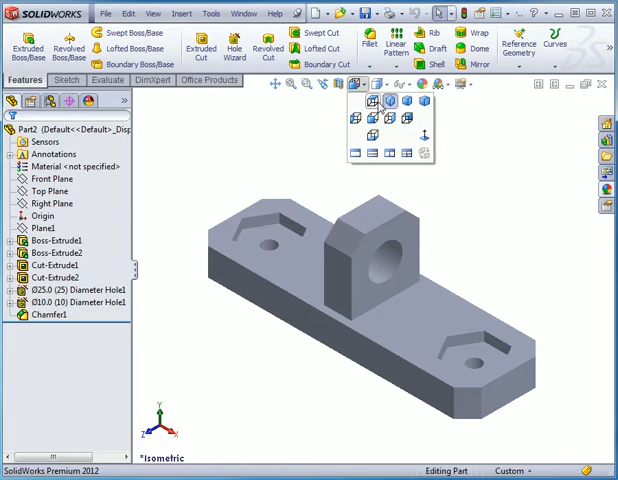 SOLIDWORKS File Edit View Insert Tools Window Help
Extruded Boss/Base
Revolved Boss/Base
Swept Boss/Base
Lofted Boss/Base
Boundary Boss/Base
Extruded Cut
Hole Wizard
Revolved Cut
Swept Cut
Lofted Cut
Boundary Cut
Fillet
Linear Pattern
Rib
Draft
Shell
Wrap
Dome
Mirror
Reference Geometry
Curves
Features Sketch Evaluate DimXpert Office Products
Part2 (Default<<Default>_Disp
Sensors
Annotations
Material <not specified>
Front Plane
Top Plane
Right Plane
Origin
Plane1
Boss-Extrude1
Boss-Extrude2
Cut-Extrude1
Cut-Extrude2
Ø25.0 (25) Diameter Hole1
Ø10.0 (10) Diameter Hole1
Chamfer1
Y
Z
X
*Isometric
SolidWorks Premium 2012 Editing Part Custom